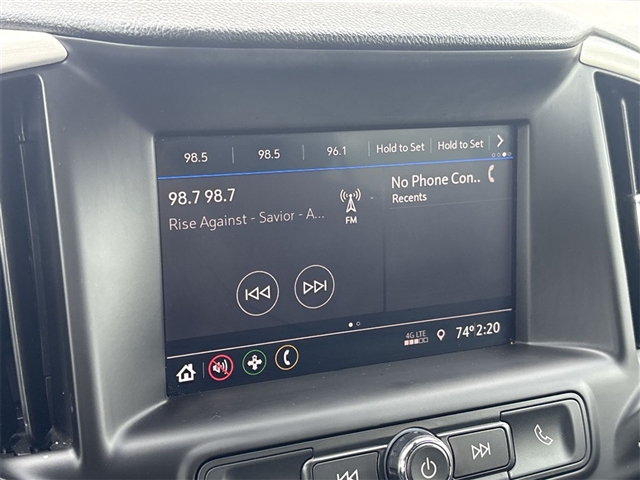 98.5 98.5 96.1 Hold to Set Hold to Set
98.7 98.7
Rise Against - Savior - A...
FM
No Phone Con..
Recents
4G LTE
74° 2:20